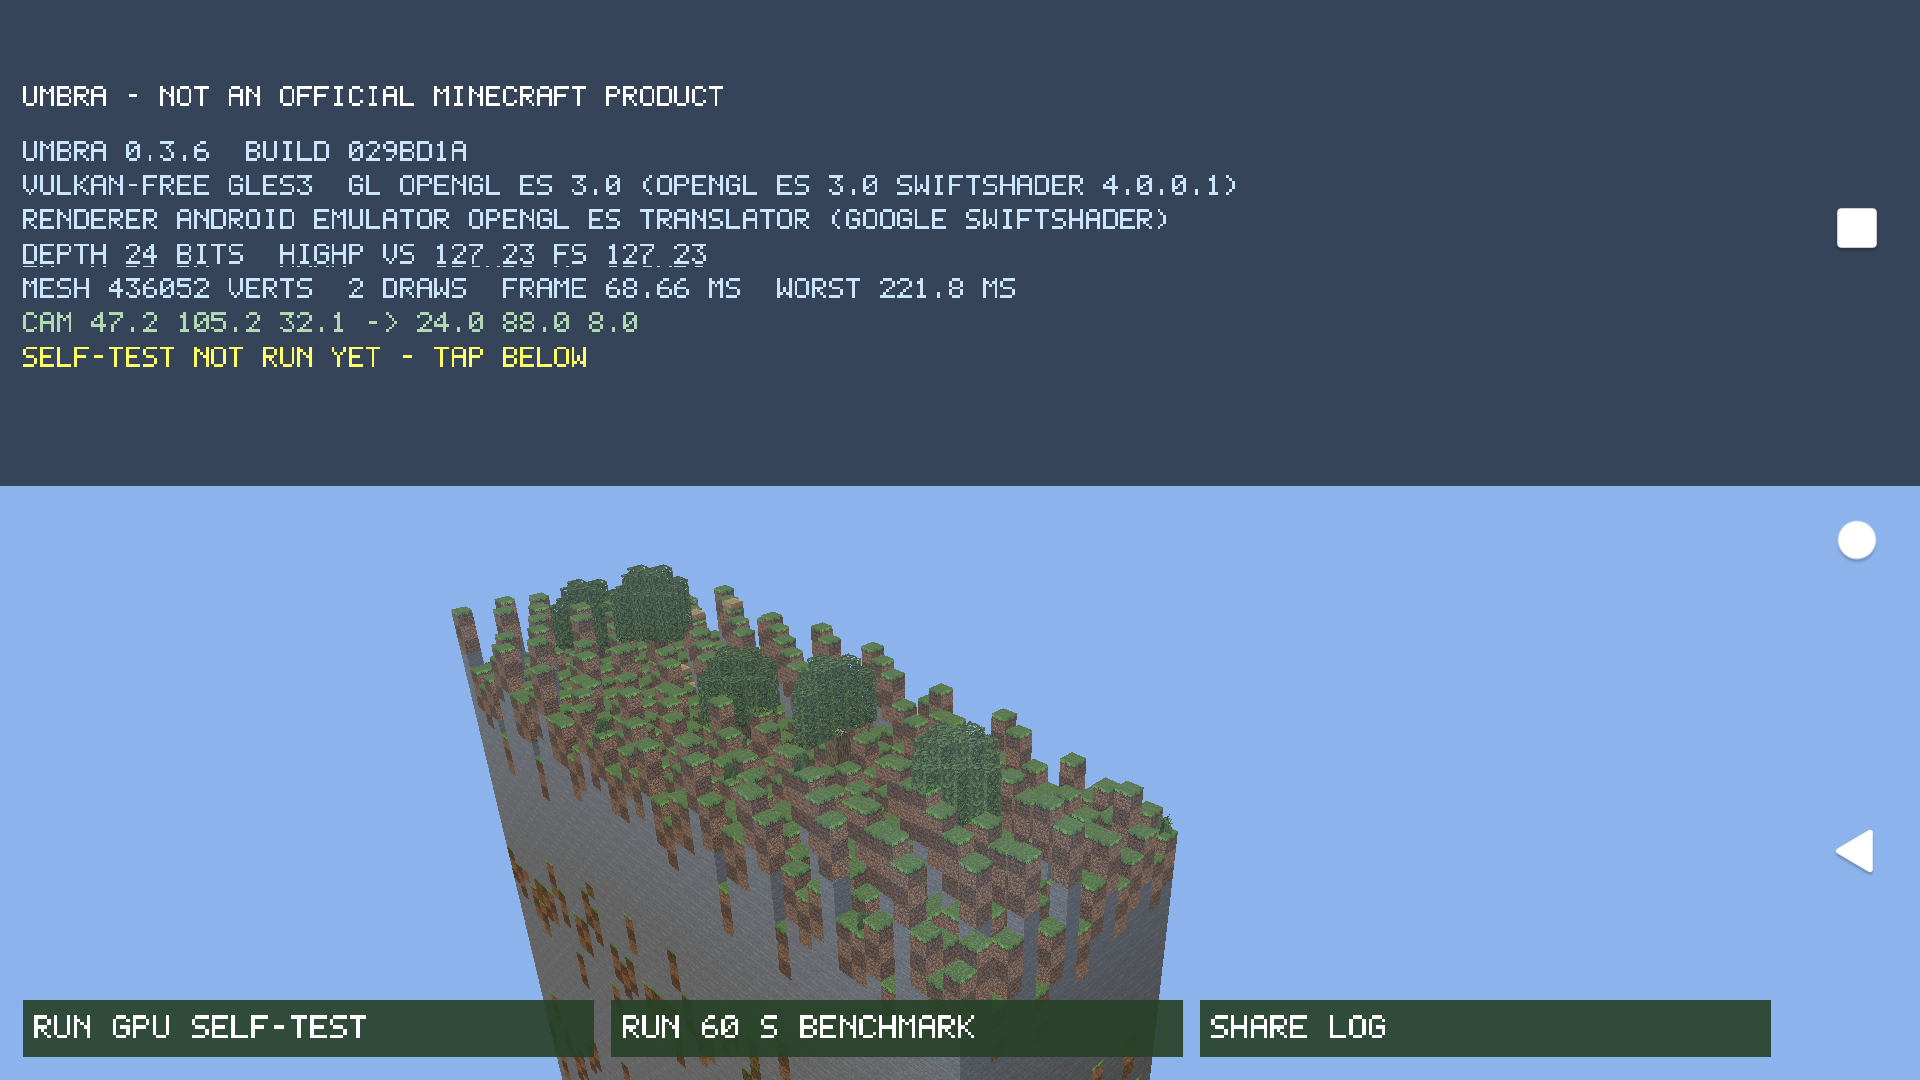 UMBRA - NOT AN OFFICIAL MINECRAFT PRODUCT
UMBRA 0.3.6  BUILD 029BD1A
VULKAN-FREE GLES3  GL OPENGL ES 3.0 (OPENGL ES 3.0 SWIFTSHADER 4.0.0.1)
RENDERER ANDROID EMULATOR OPENGL ES TRANSLATOR (GOOGLE SWIFTSHADER)
DEPTH 24 BITS  HIGHP VS 127 23 FS 127 23
MESH 436052 VERTS  2 DRAWS  FRAME 68.66 MS  WORST 221.8 MS
CAM 47.2 105.2 32.1 -> 24.0 88.0 8.0
SELF-TEST NOT RUN YET - TAP BELOW
RUN GPU SELF-TEST
RUN 60 S BENCHMARK
SHARE LOG